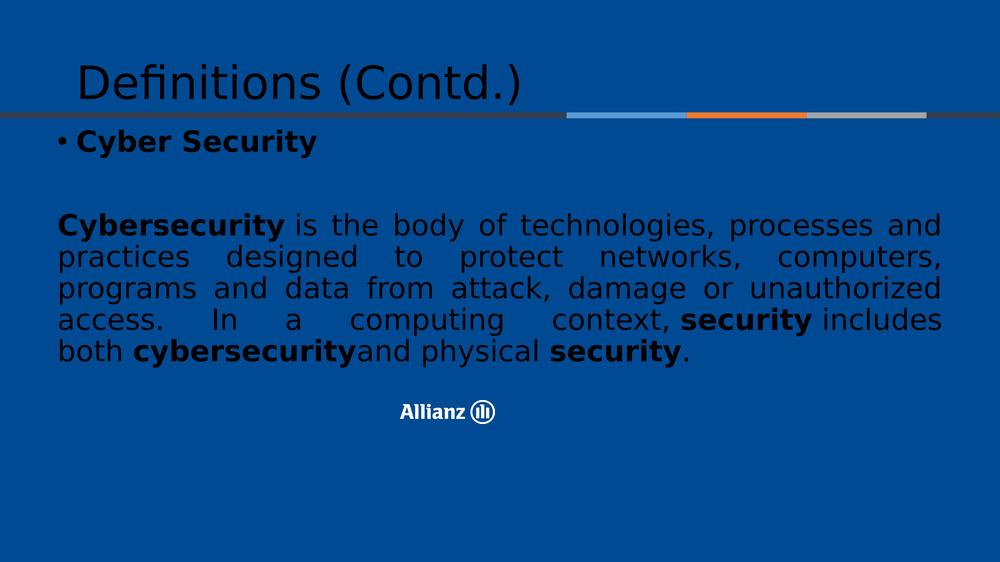 Definitions (Contd.)
• Cyber Security
Cybersecurity is the body of technologies, processes and
practices designed to protect networks, computers,
programs and data from attack, damage or unauthorized
access. In a computing context, security includes
both cybersecurityand physical security.
Allianz